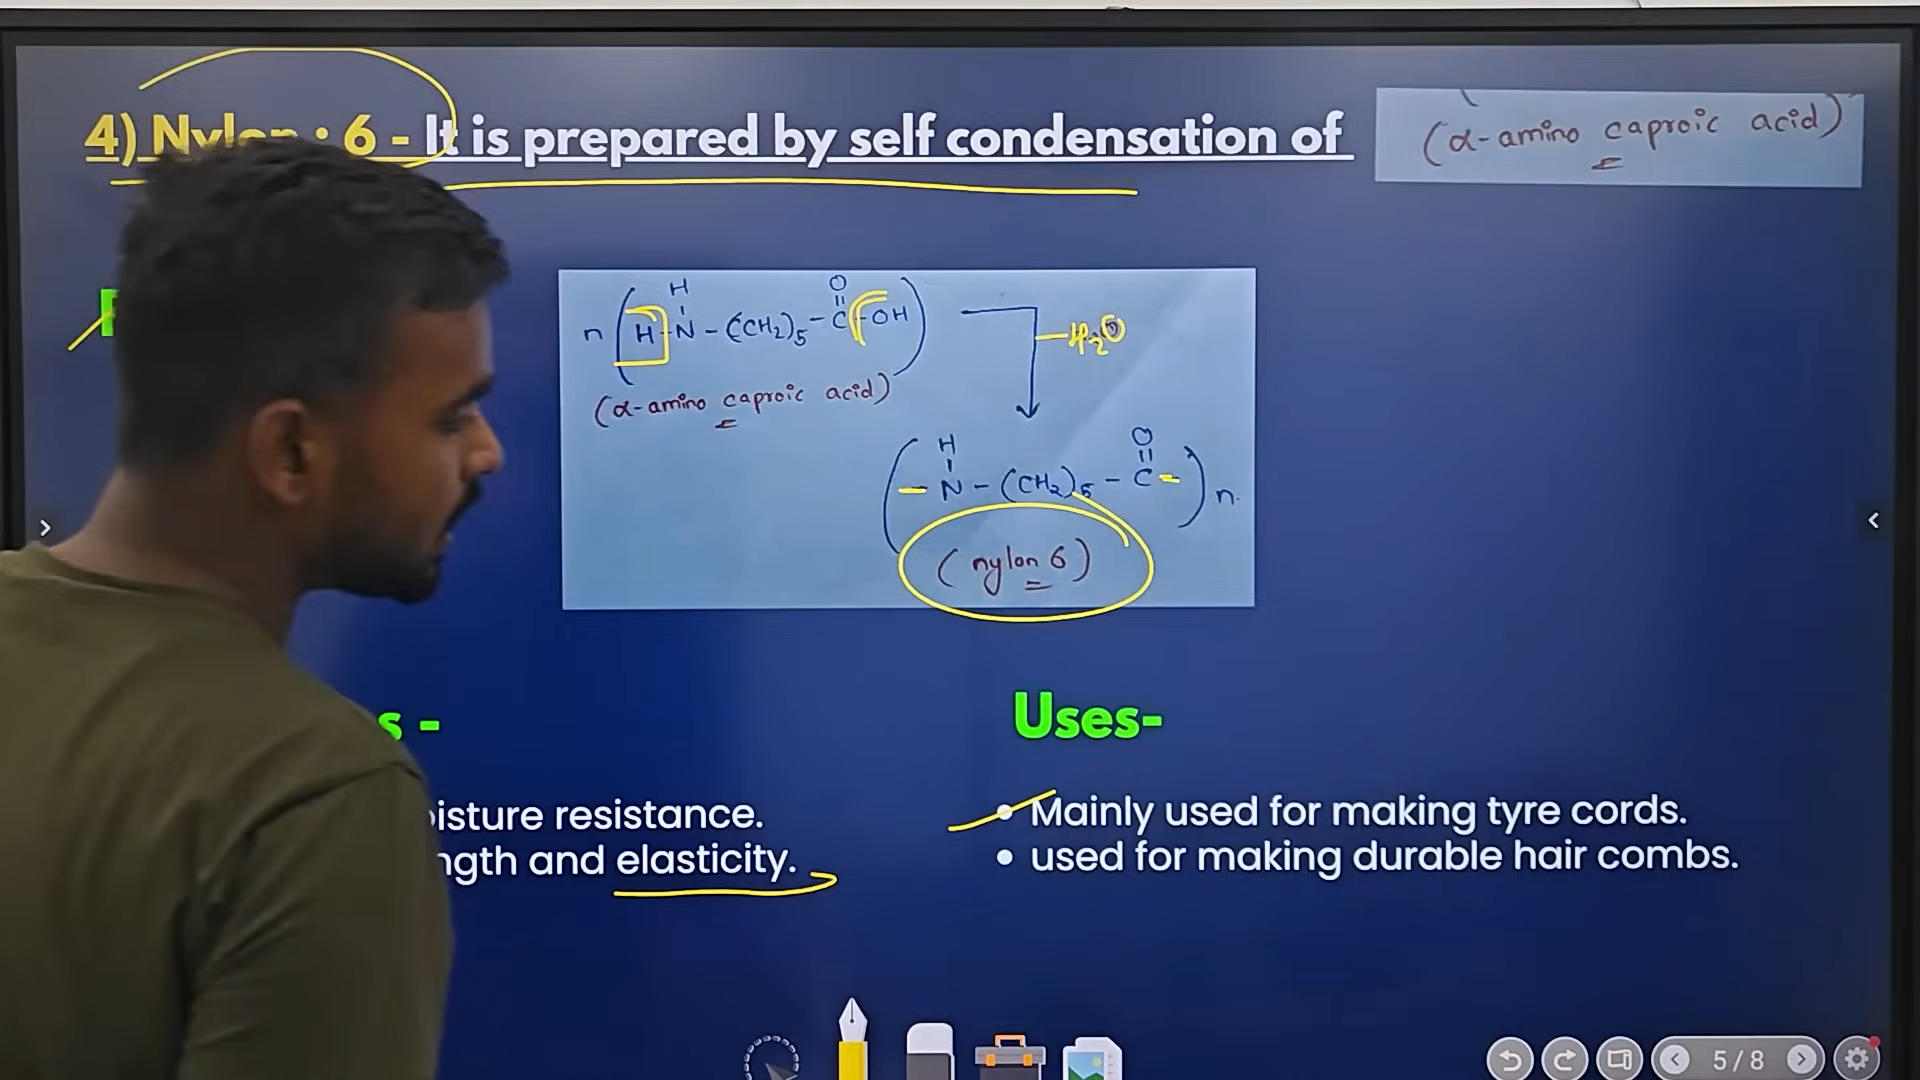 4) Nylon : 6 - It is prepared by self condensation of
(α-amino caproic acid)
n ( H - N - (CH₂)₅ - C - OH )
H
O
-H₂O
(α-amino caproic acid)
( - N - (CH₂)₅ - C - ) n.
H
O
(nylon 6)
s -
Uses-
isture resistance.
ngth and elasticity.
• Mainly used for making tyre cords.
• used for making durable hair combs.
5 / 8